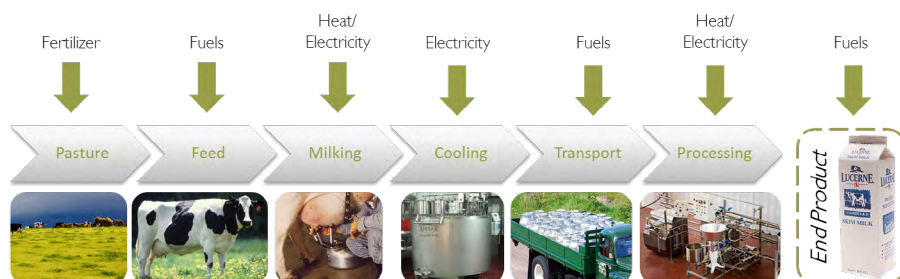 Fertilizer
Fuels
Heat/
Electricity
Electricity
Fuels
Heat/
Electricity
Fuels
Pasture
Feed
Milking
Cooling
Transport
Processing
End Product
LUCERNE
SKIM MILK